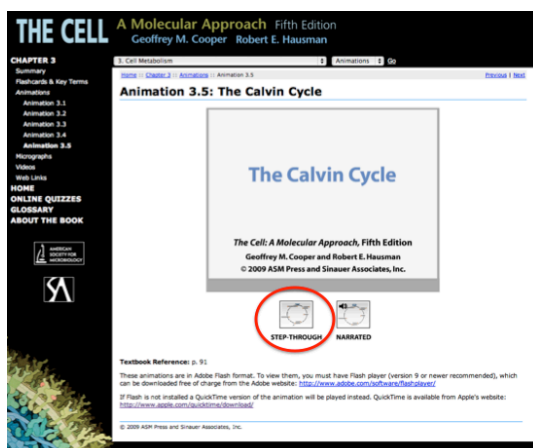 THE CELL
A Molecular Approach Fifth Edition
Geoffrey M. Cooper Robert E. Hausman
CHAPTER 3
Summary
Flashcards & Key Terms
Animations
Animation 3.1
Animation 3.2
Animation 3.3
Animation 3.4
Animation 3.5
Micrographs
Videos
Web Links
HOME
ONLINE QUIZZES
GLOSSARY
ABOUT THE BOOK
AMERICAN
SOCIETY FOR
MICROBIOLOGY
3. Cell Metabolism Animations Go
Home :: Chapter 3 :: Animations :: Animation 3.5 Previous | Next
Animation 3.5: The Calvin Cycle
The Calvin Cycle
The Cell: A Molecular Approach, Fifth Edition
Geoffrey M. Cooper and Robert E. Hausman
© 2009 ASM Press and Sinauer Associates, Inc.
STEP-THROUGH NARRATED
Textbook Reference: p. 91
These animations are in Adobe Flash format. To view them, you must have Flash player (version 9 or newer recommended), which
can be downloaded free of charge from the Adobe website: http://www.adobe.com/software/flashplayer/
If Flash is not installed a QuickTime version of the animation will be played instead. QuickTime is available from Apple's website:
http://www.apple.com/quicktime/download/
© 2009 ASM Press and Sinauer Associates, Inc.